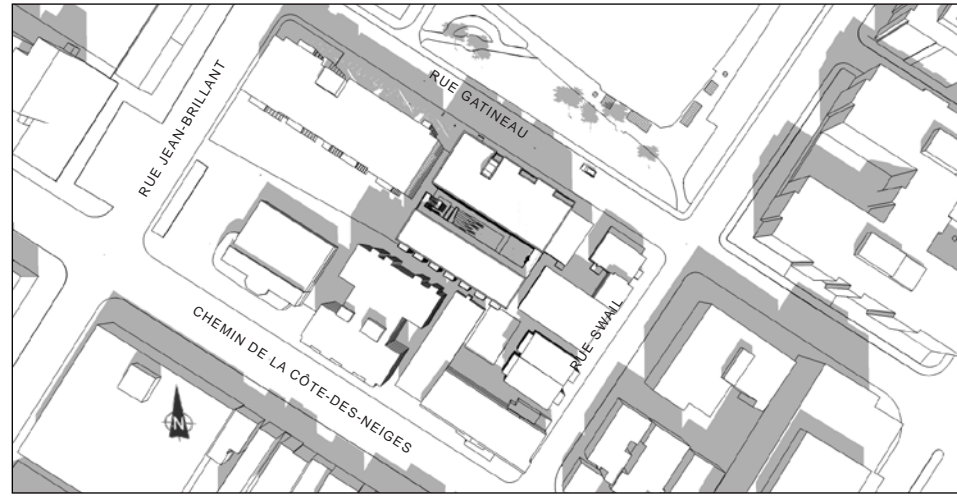 RUE GATINEAU
RUE JEAN-BRILLANT
RUE SWAIL
CHEMIN DE LA CÔTE-DES-NEIGES
N